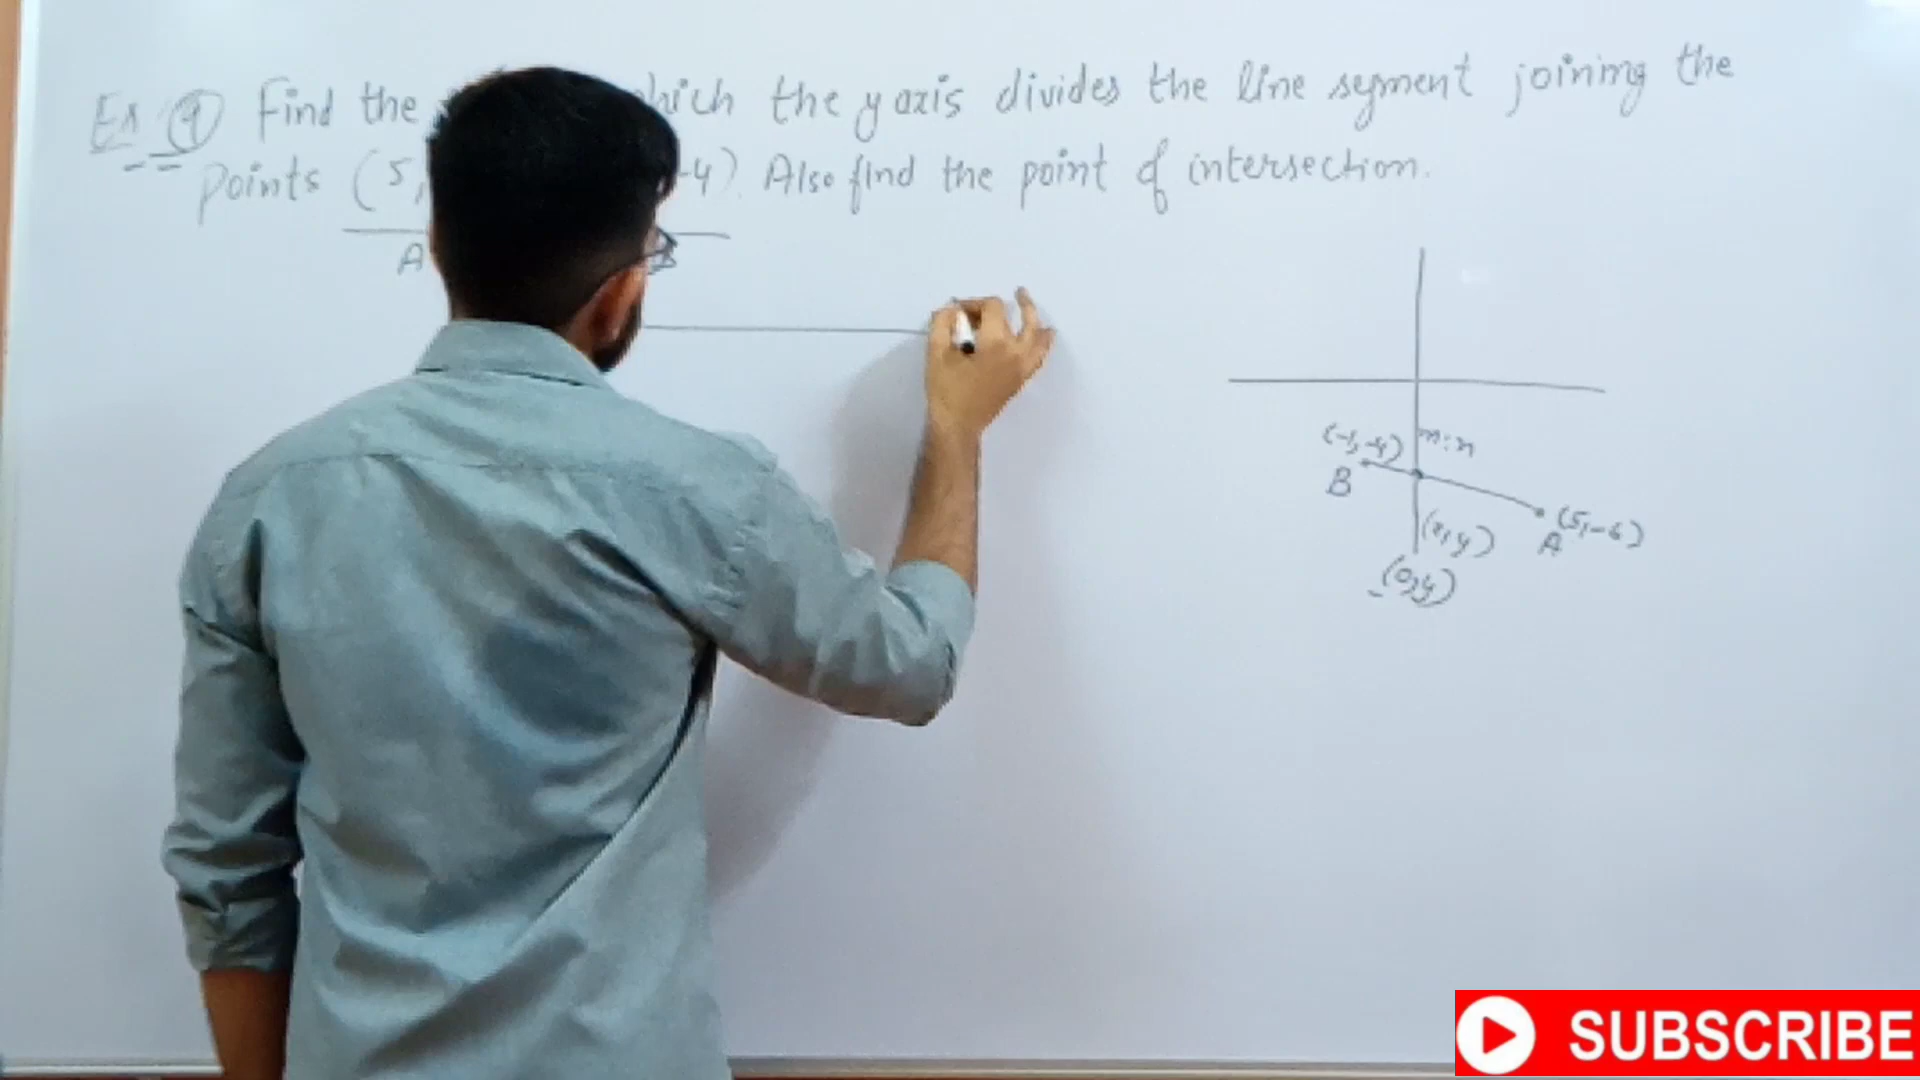 Ex 9 Find the which the y axis divides the line segment joining the
points (5, -4). Also find the point of intersection.
A B
(-1,-4) m:n
B
(x,y) (5,-6)
A
(0,y)
SUBSCRIBE